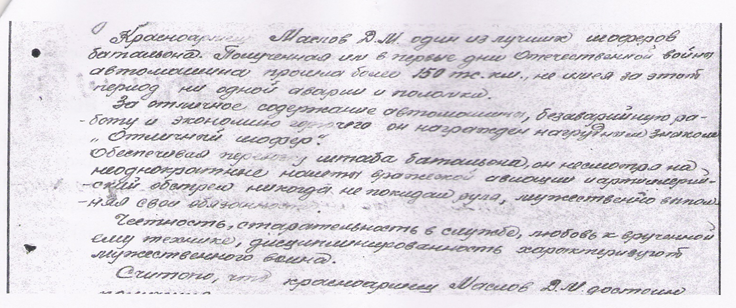 Красноармеец Маслов Д.М. один из лучших шоферов
батальона. Полученная им в первые дни Отечественной войны
автомашина прошла более 150 тс. км., не имея за этот
период ни одной аварии и поломки.
За отличное содержание автомашины, безаварийную ра-
-боту и экономию горючего он награжден нагрудным знаком
„Отличный шофер".
Обеспечивая перевозку штаба батальона, он несмотря на
неоднократные налеты вражеской авиации и артиллерий-
-ский обстрел никогда не покидал руля, мужественно выпол-
няя свои обязанности.
Честность, старательность в службе, любовь к вручен­ной
ему технике, дисциплинированность характеризуют
мужественного воина.
Считаю, что красноармеец Маслов Д.М. достоин